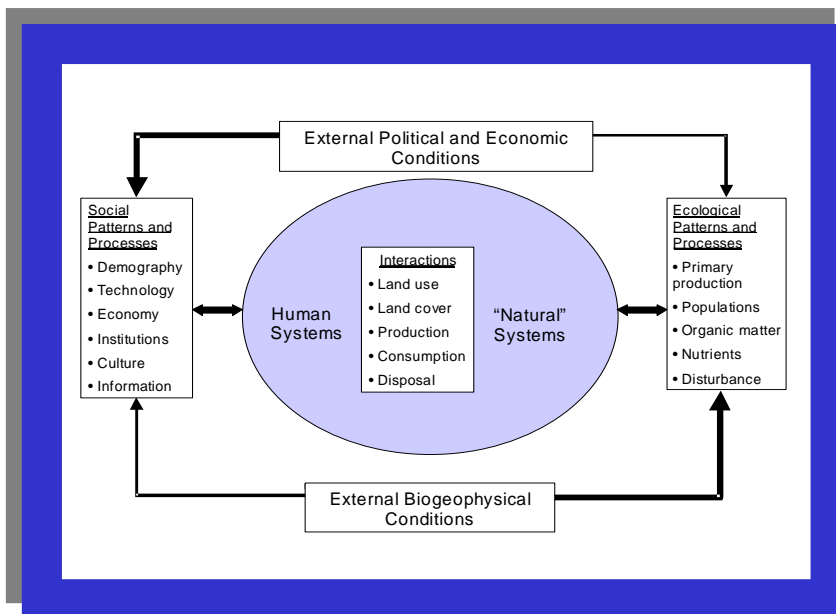 External Political and Economic
Conditions
Social
Patterns and
Processes
• Demography
• Technology
• Economy
• Institutions
• Culture
• Information
Human
Systems
Interactions
• Land use
• Land cover
• Production
• Consumption
• Disposal
“Natural”
Systems
Ecological
Patterns and
Processes
• Primary
production
• Populations
• Organic matter
• Nutrients
• Disturbance
External Biogeophysical
Conditions